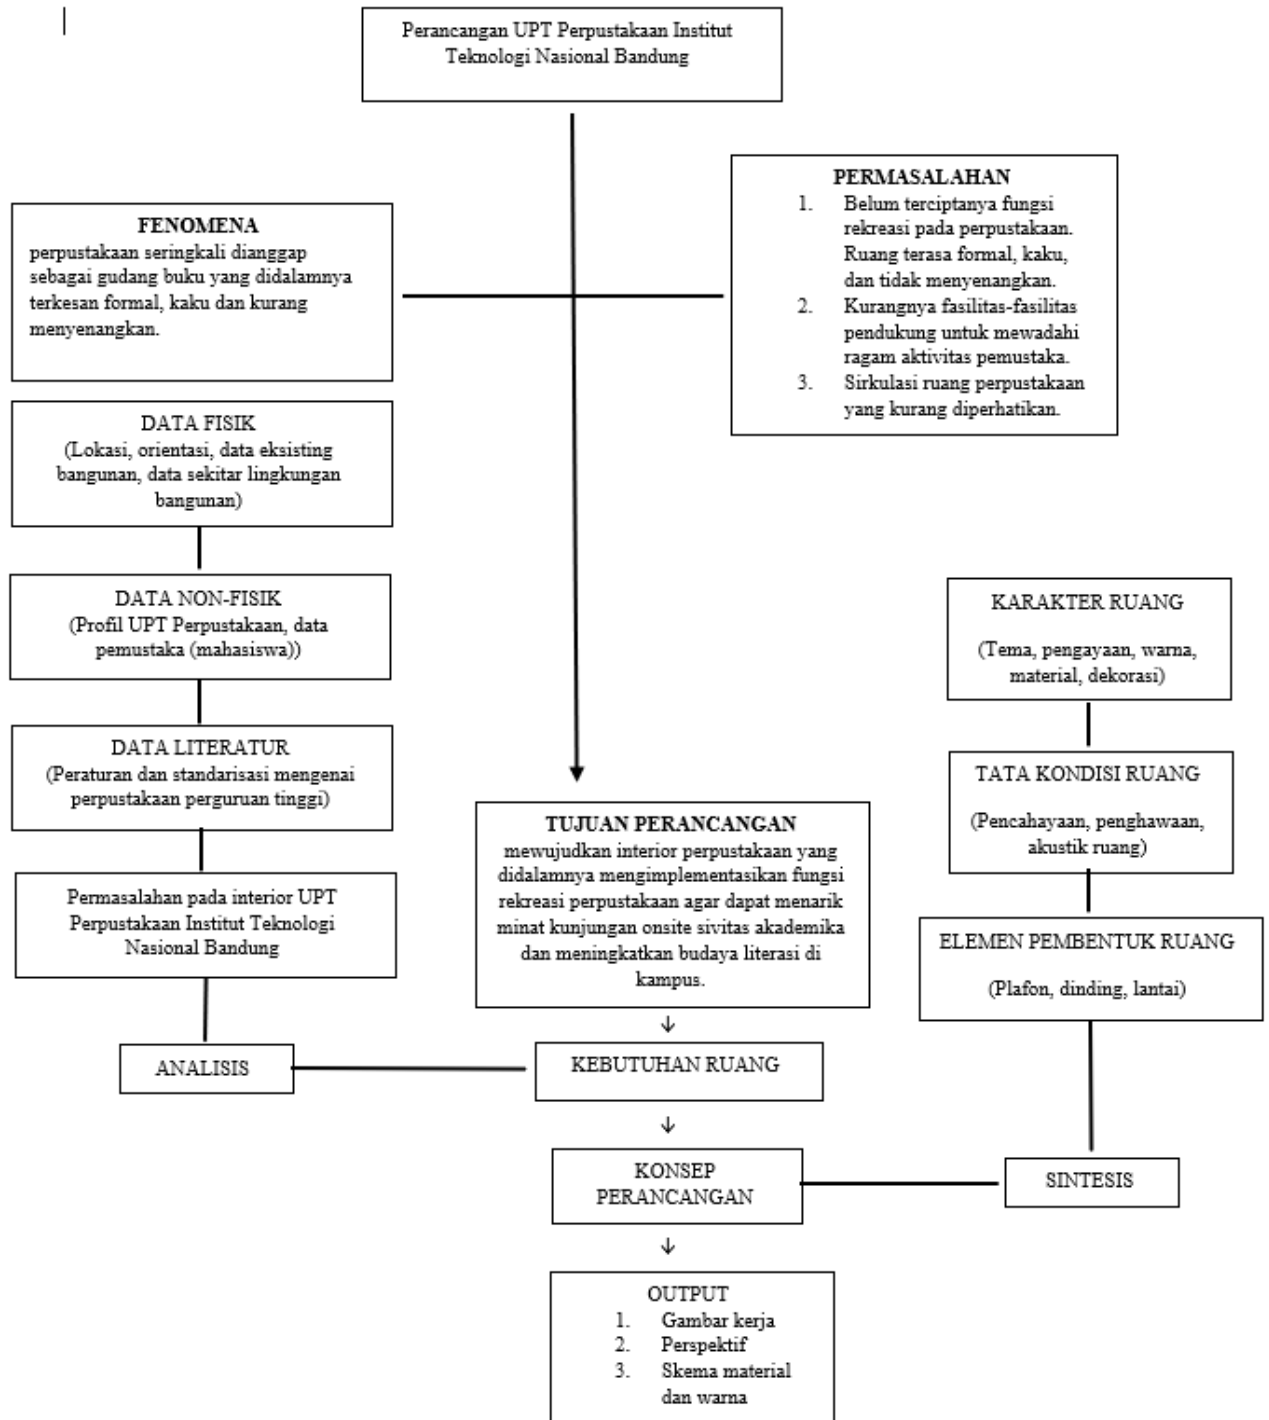 Perancangan UPT Perpustakaan Institut
Teknologi Nasional Bandung
PERMASALAHAN
1. Belum terciptanya fungsi
rekreasi pada perpustakaan.
Ruang terasa formal, kaku,
dan tidak menyenangkan.
2. Kurangnya fasilitas-fasilitas
pendukung untuk mewadahi
ragam aktivitas pemustaka.
3. Sirkulasi ruang perpustakaan
yang kurang diperhatikan.
FENOMENA
perpustakaan seringkali dianggap
sebagai gudang buku yang didalamnya
terkesan formal, kaku dan kurang
menyenangkan.
DATA FISIK
(Lokasi, orientasi, data eksisting
bangunan, data sekitar lingkungan
bangunan)
DATA NON-FISIK
(Profil UPT Perpustakaan, data
pemustaka (mahasiswa))
DATA LITERATUR
(Peraturan dan standarisasi mengenai
perpustakaan perguruan tinggi)
Permasalahan pada interior UPT
Perpustakaan Institut Teknologi
Nasional Bandung
ANALISIS
TUJUAN PERANCANGAN
mewujudkan interior perpustakaan yang
didalamnya mengimplementasikan fungsi
rekreasi perpustakaan agar dapat menarik
minat kunjungan onsite sivitas akademika
dan meningkatkan budaya literasi di
kampus.
KEBUTUHAN RUANG
KARAKTER RUANG
(Tema, pengayaan, warna,
material, dekorasi)
TATA KONDISI RUANG
(Pencahayaan, penghawaan,
akustik ruang)
ELEMEN PEMBENTUK RUANG
(Plafon, dinding, lantai)
SINTESIS
KONSEP
PERANCANGAN
OUTPUT
1. Gambar kerja
2. Perspektif
3. Skema material
dan warna